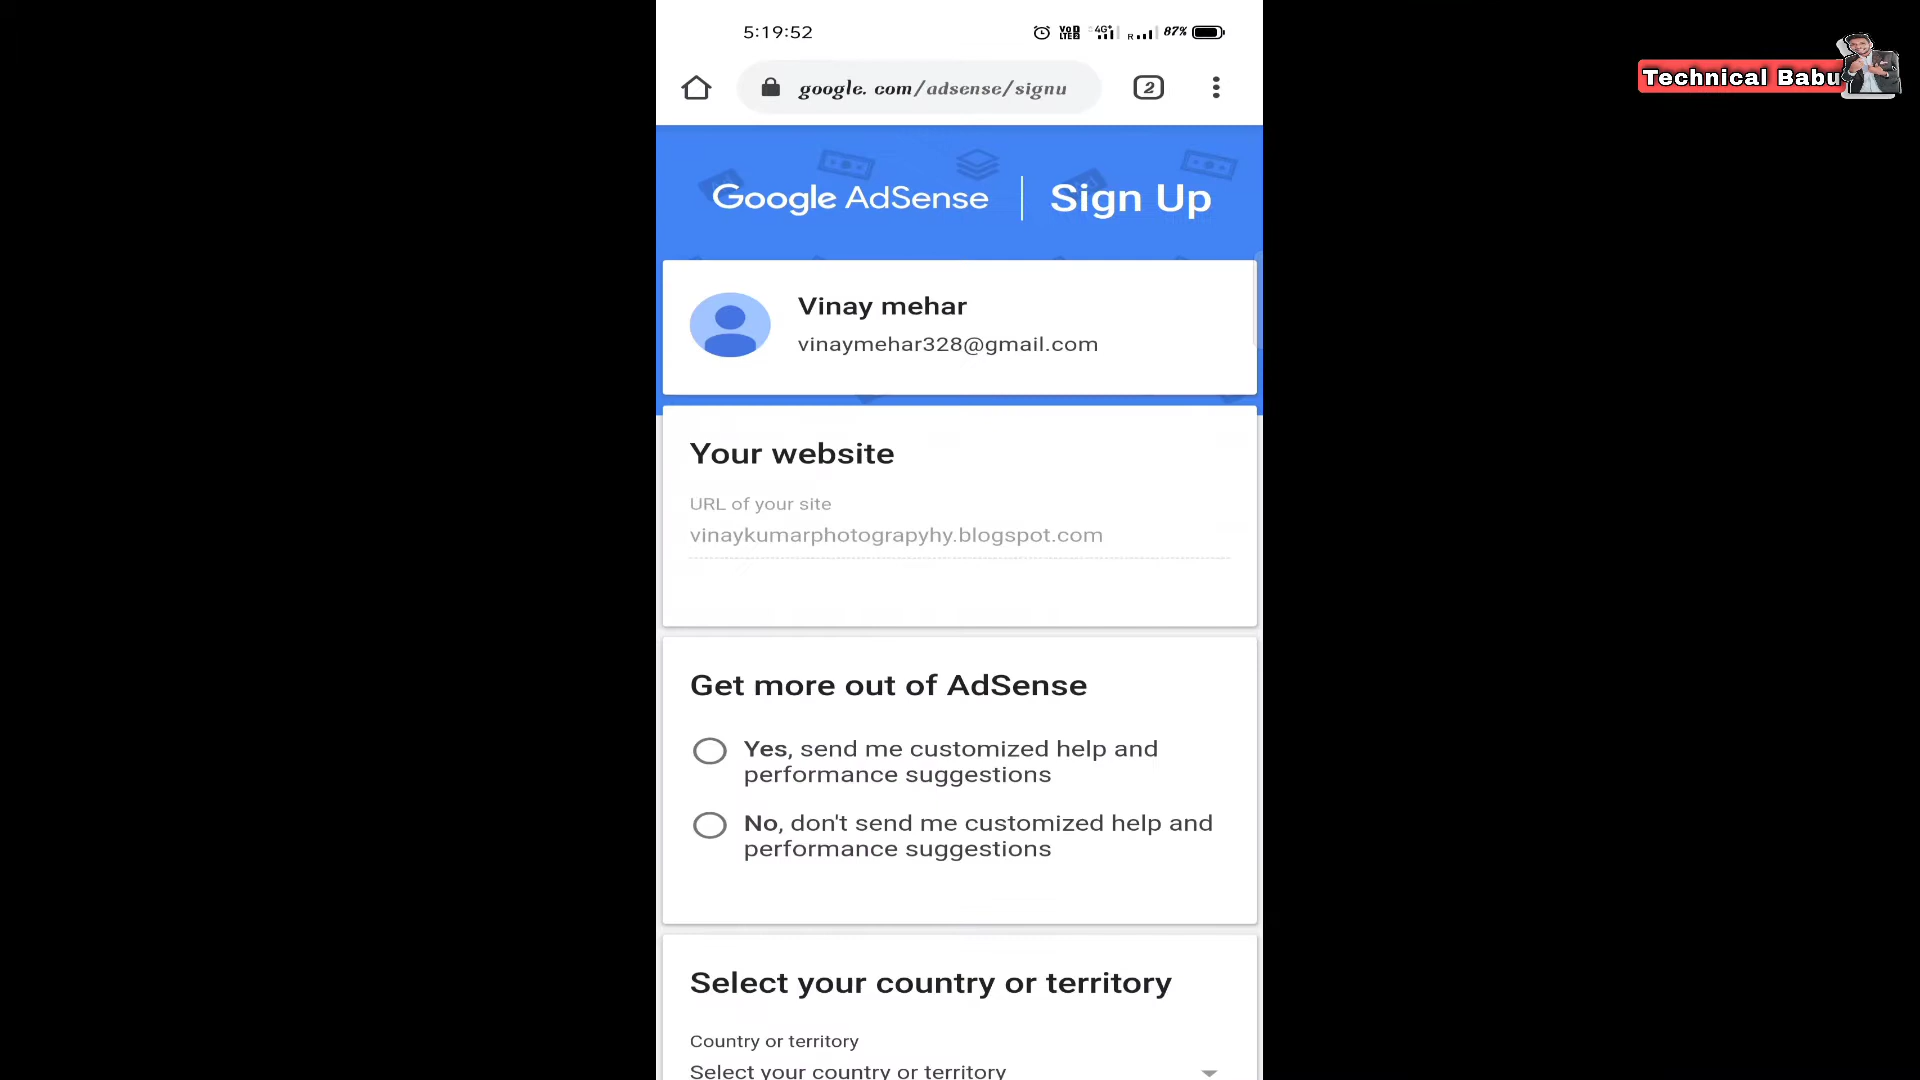 5:19:52
VoD LTE2 4G+ R 87%
google. com/adsense/signu
2
Technical Babu
Google AdSense | Sign Up
Vinay mehar
vinaymehar328@gmail.com
Your website
URL of your site
vinaykumarphotograpyhy.blogspot.com
Get more out of AdSense
Yes, send me customized help and
performance suggestions
No, don't send me customized help and
performance suggestions
Select your country or territory
Country or territory
Select your country or territory